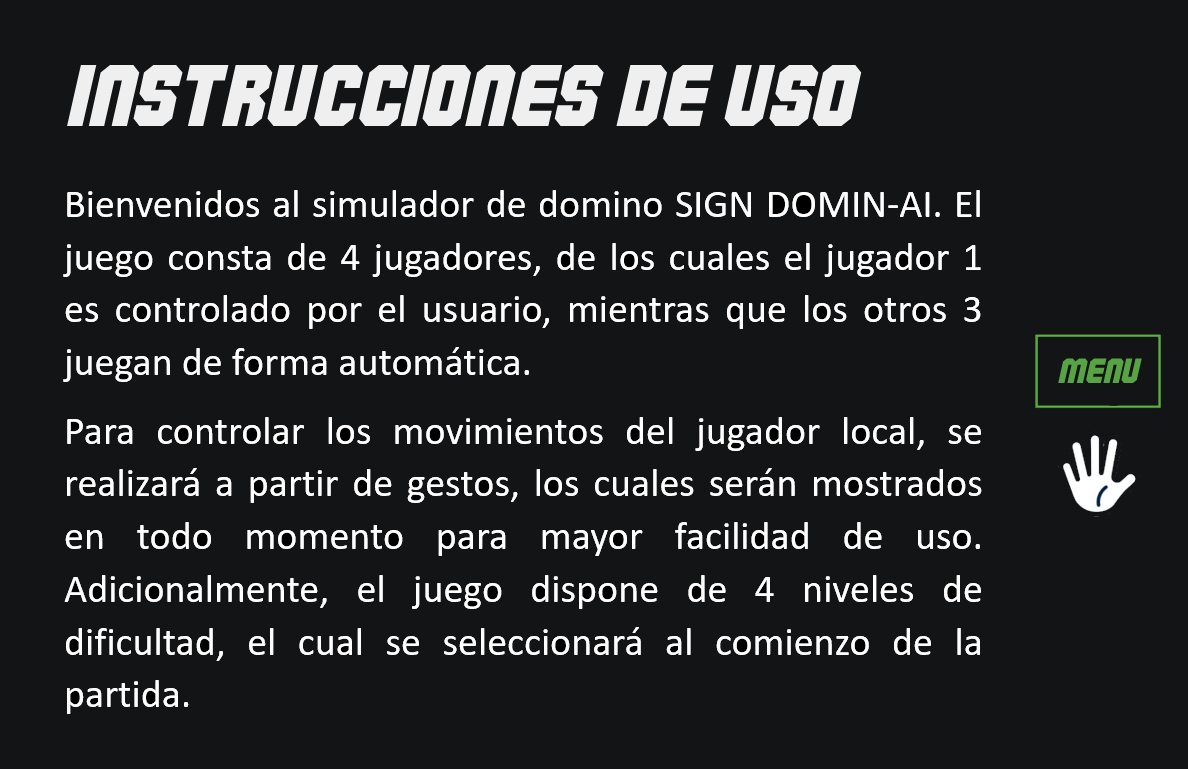 INSTRUCCIONES DE USO
Bienvenidos al simulador de domino SIGN DOMIN-AI. El
juego consta de 4 jugadores, de los cuales el jugador 1
es controlado por el usuario, mientras que los otros 3
juegan de forma automática.
MENU
Para controlar los movimientos del jugador local, se
realizará a partir de gestos, los cuales serán mostrados
en todo momento para mayor facilidad de uso.
Adicionalmente, el juego dispone de 4 niveles de
dificultad, el cual se seleccionará al comienzo de la
partida.